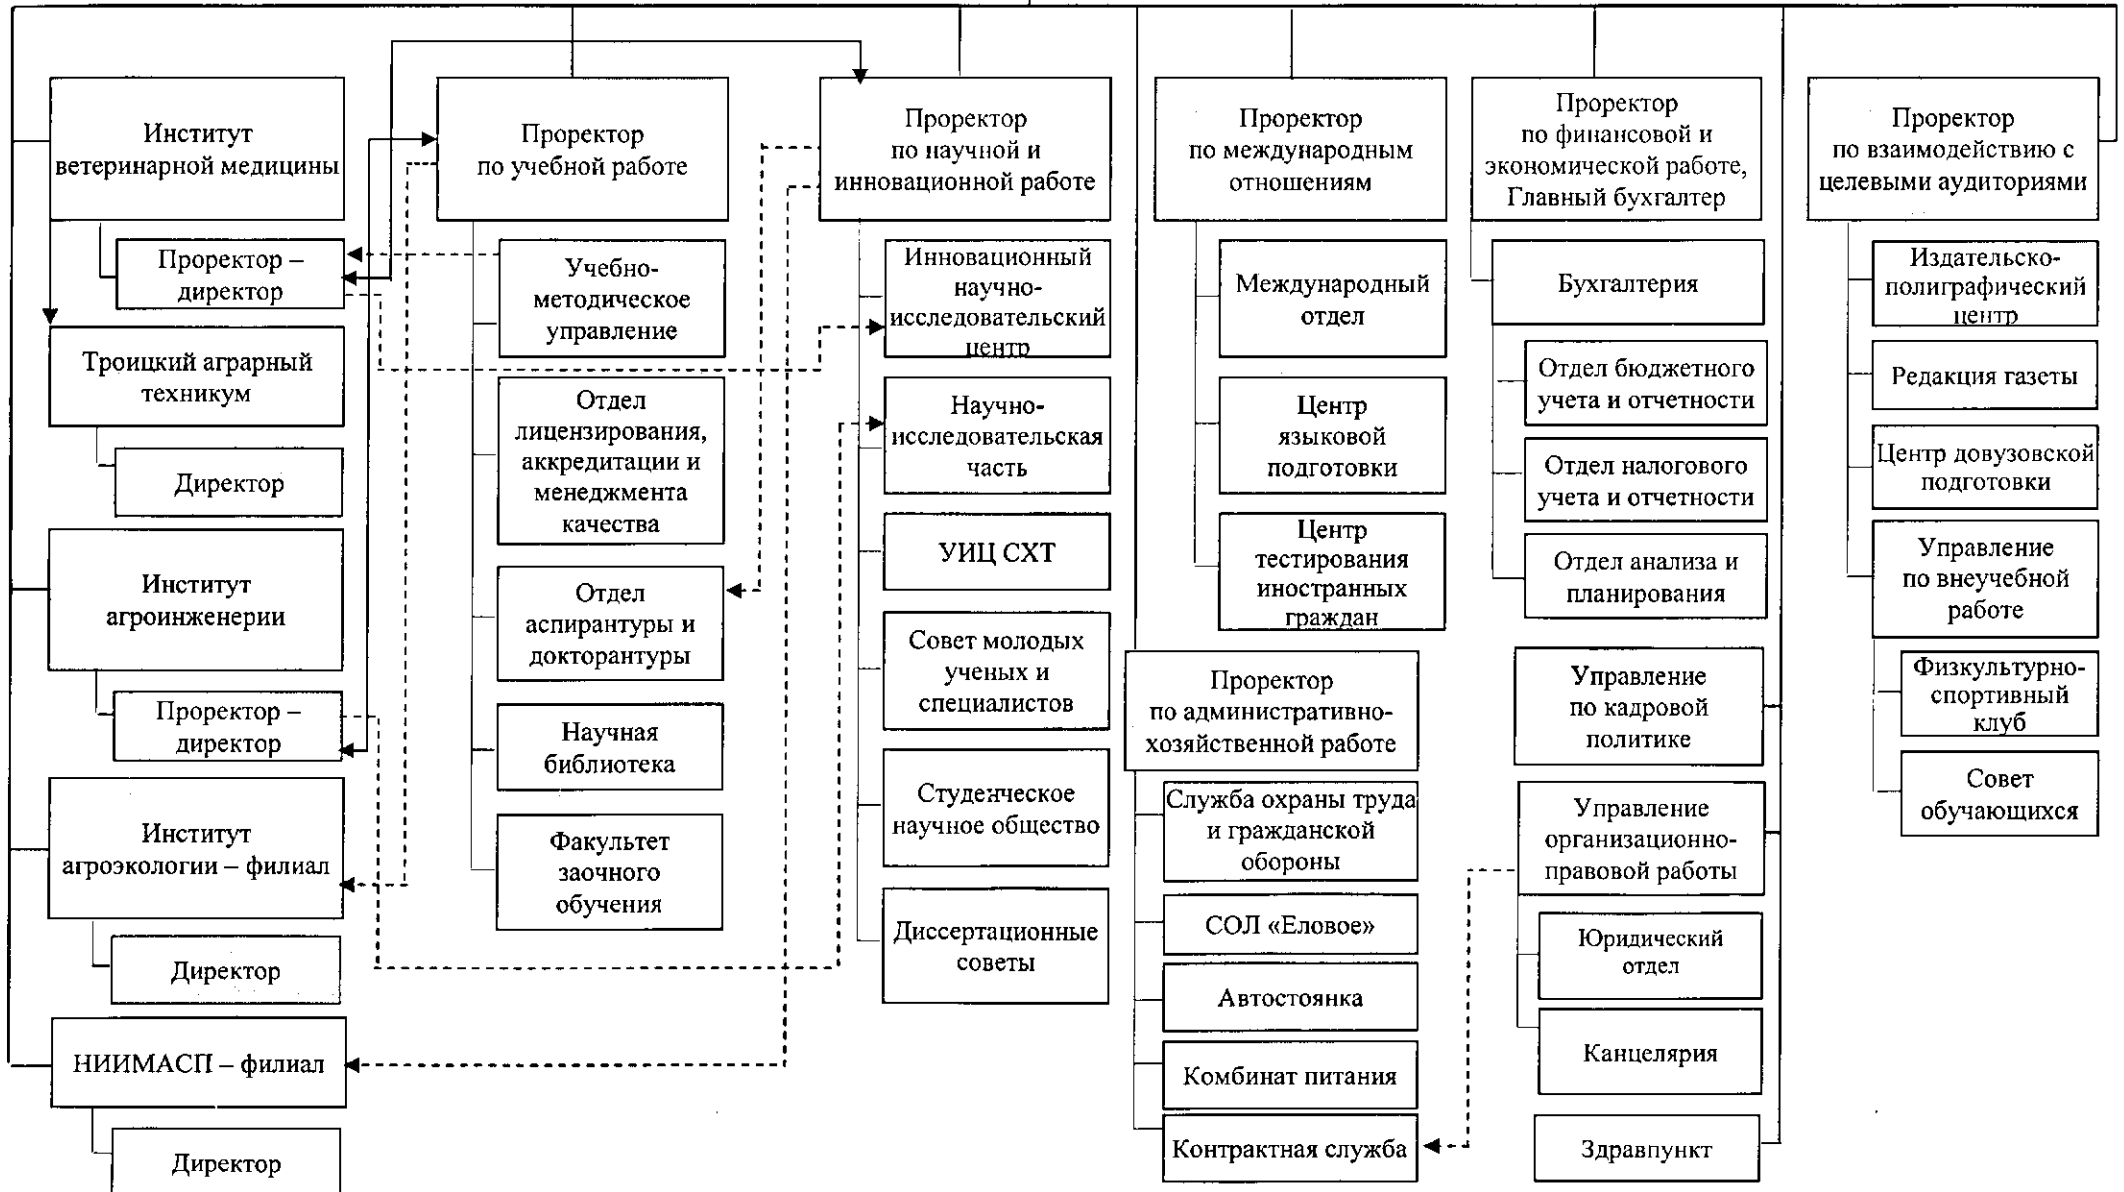 Институт
ветеринарной медицины
Проректор –
директор
Троицкий аграрный
техникум
Директор
Институт
агроинженерии
Проректор –
директор
Институт
агроэкологии – филиал
Директор
НИИМАСП – филиал
Директор
Проректор
по учебной работе
Учебно-
методическое
управление
Отдел
лицензирования,
аккредитации и
менеджмента
качества
Отдел
аспирантуры и
докторантуры
Научная
библиотека
Факультет
заочного
обучения
Проректор
по научной и
инновационной работе
Инновационный
научно-
исследовательский
центр
Научно-
исследовательская
часть
УИЦ СХТ
Совет молодых
ученых и
специалистов
Студенческое
научное общество
Диссертационные
советы
Проректор
по международным
отношениям
Международный
отдел
Центр
языковой
подготовки
Центр
тестирования
иностранных
граждан
Проректор
по административно-
хозяйственной работе
Служба охраны труда
и гражданской
обороны
СОЛ «Еловое»
Автостоянка
Комбинат питания
Контрактная служба
Проректор
по финансовой и
экономической работе,
Главный бухгалтер
Бухгалтерия
Отдел бюджетного
учета и отчетности
Отдел налогового
учета и отчетности
Отдел анализа и
планирования
Управление
по кадровой
политике
Управление
организационно-
правовой работы
Юридический
отдел
Канцелярия
Здравпункт
Проректор
по взаимодействию с
целевыми аудиториями
Издательско-
полиграфический
центр
Редакция газеты
Центр довузовской
подготовки
Управление
по внеучебной
работе
Физкультурно-
спортивный
клуб
Совет
обучающихся